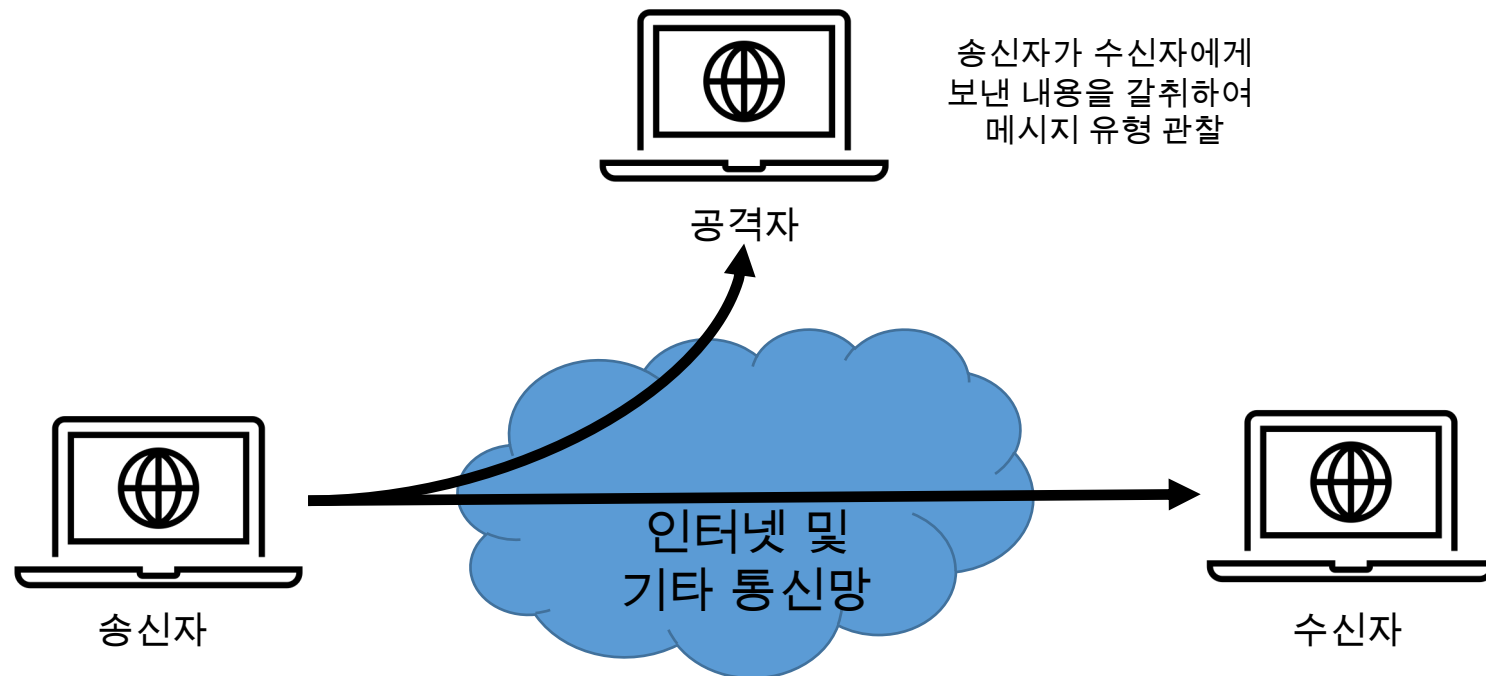 송신자가 수신자에게
보낸 내용을 갈취하여
메시지 유형 관찰
공격자
인터넷 및
기타 통신망
송신자
수신자